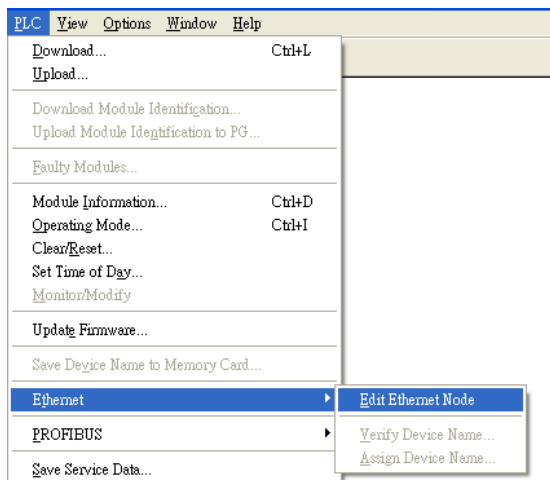 PLC View Options Window Help
Download... Ctrl+L
Upload...
Download Module Identification...
Upload Module Identification to PG...
Faulty Modules...
Module Information... Ctrl+D
Operating Mode... Ctrl+I
Clear/Reset...
Set Time of Day...
Monitor/Modify
Update Firmware...
Save Device Name to Memory Card...
Ethernet
Edit Ethernet Node
PROFIBUS
Verify Device Name...
Assign Device Name...
Save Service Data...